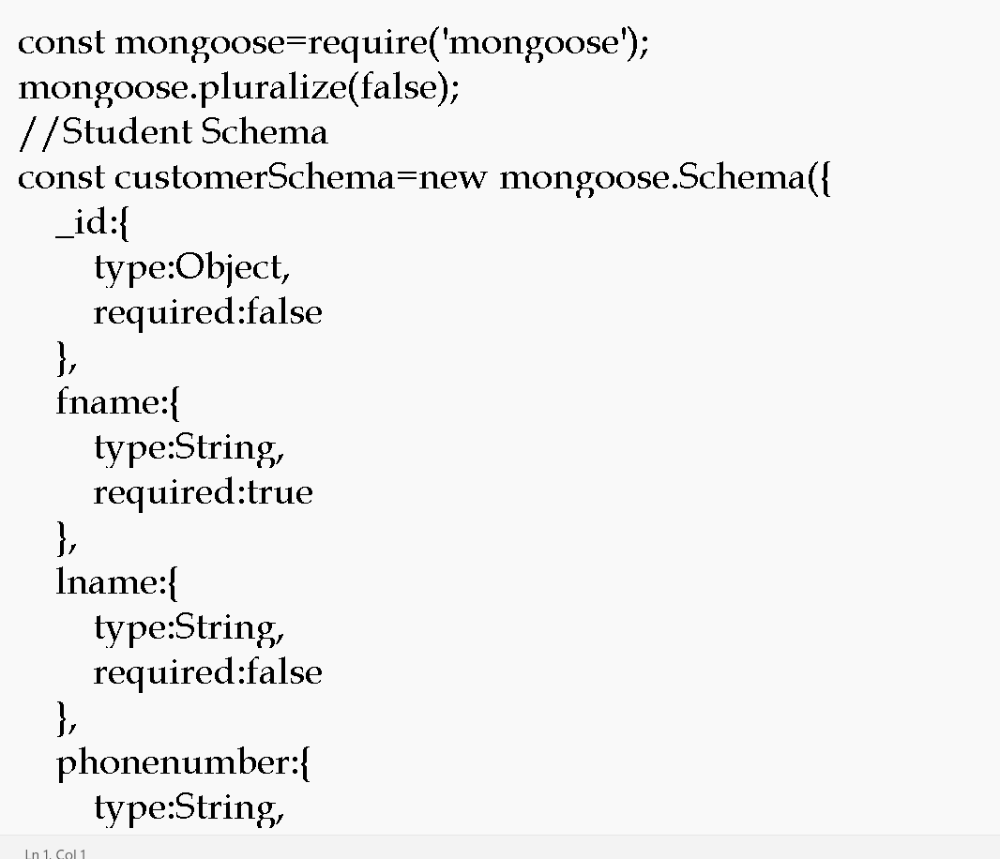 const mongoose=require('mongoose');
mongoose.pluralize(false);
//Student Schema
const customerSchema=new mongoose.Schema({
    _id:{
        type:Object,
        required:false
    },
    fname:{
        type:String,
        required:true
    },
    lname:{
        type:String,
        required:false
    },
    phonenumber:{
        type:String,
Ln 1, Col 1